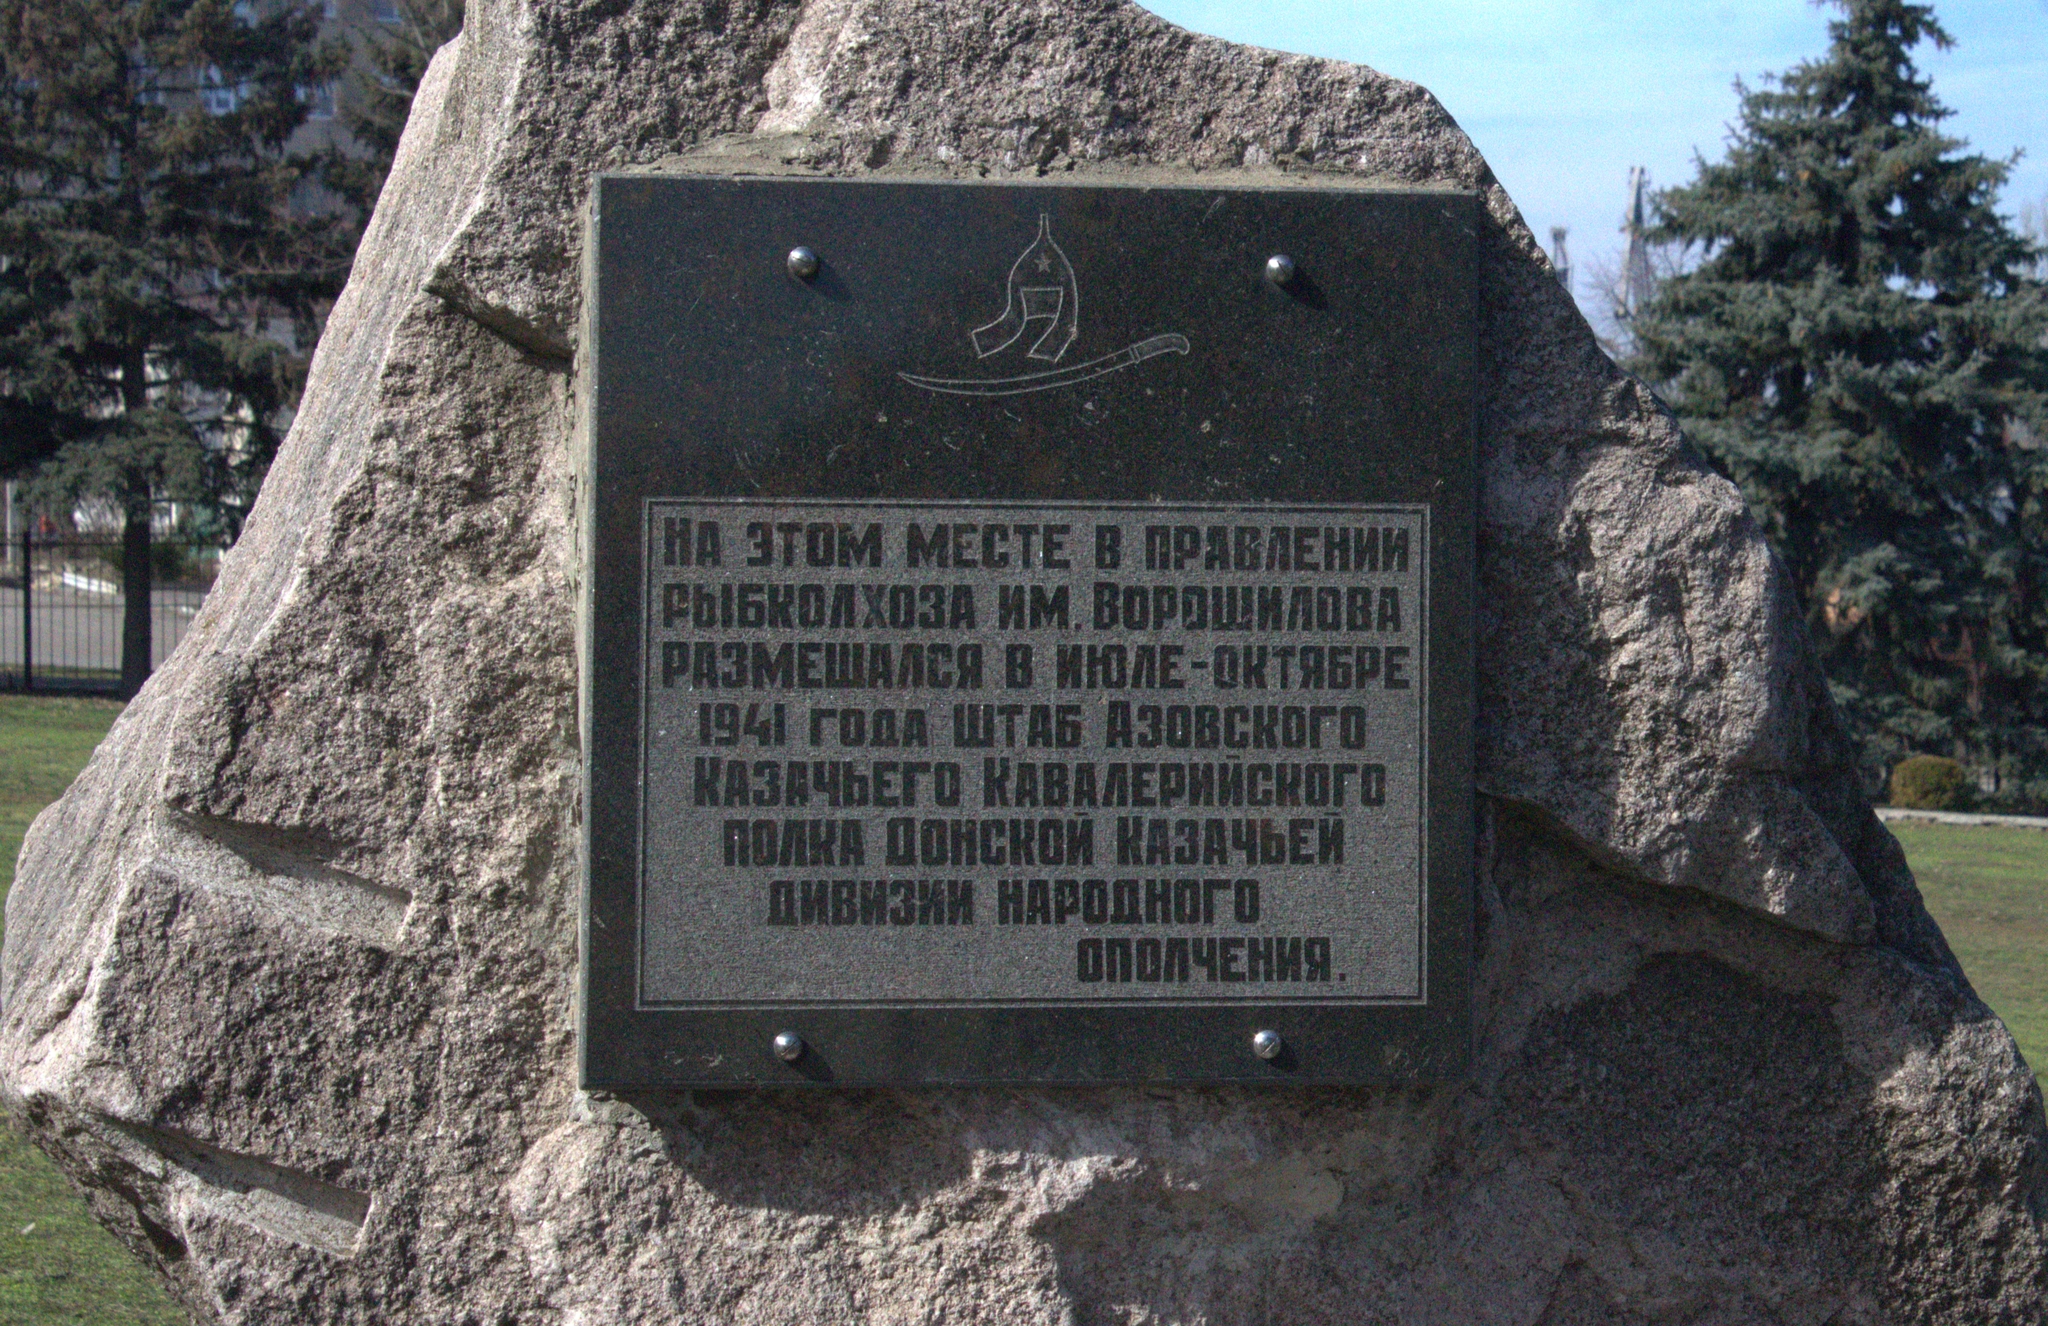 На этом месте в правлении
рыбколхоза им. Ворошилова
размещался в июле-октябре
1941 года штаб Азовского
Казачьего Кавалерийского
полка Донской Казачьей
дивизии народного
ополчения.